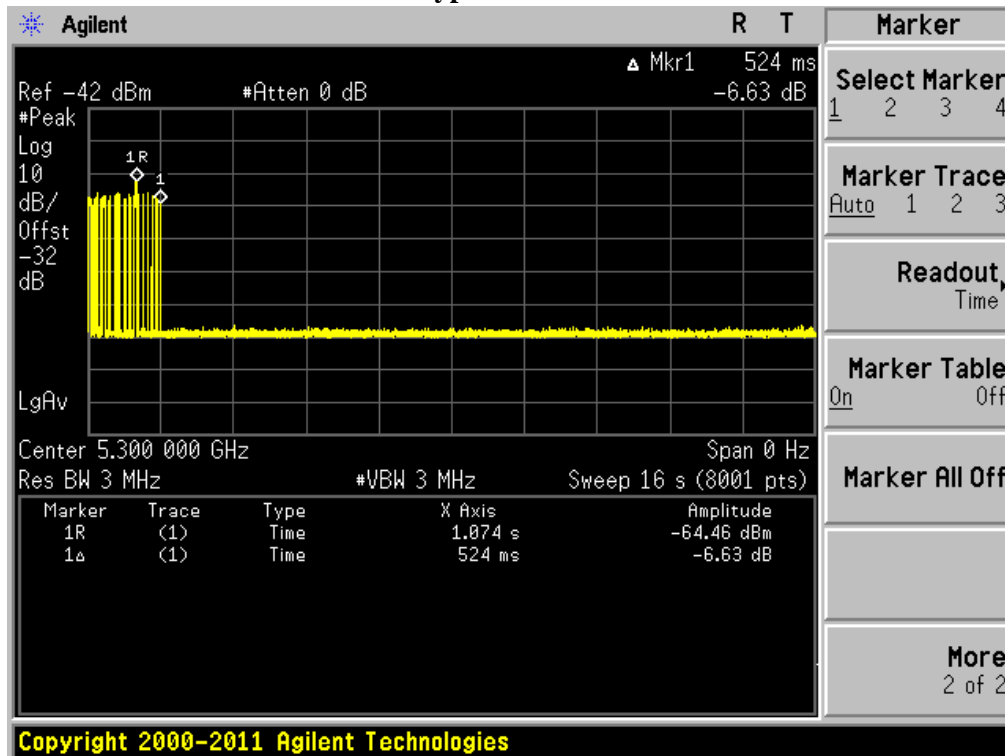 Agilent R T
Δ Mkr1 524 ms
Ref -42 dBm #Atten 0 dB -6.63 dB
#Peak
Log
10
dB/
Offst
-32
dB
1R
1
LgAv
Center 5.300 000 GHz Span 0 Hz
Res BW 3 MHz #VBW 3 MHz Sweep 16 s (8001 pts)
Marker Trace Type X Axis Amplitude
1R (1) Time 1.074 s -64.46 dBm
1Δ (1) Time 524 ms -6.63 dB
Marker
Select Marker
1 2 3 4
Marker Trace
Auto 1 2 3
Readout
Time
Marker Table
On Off
Marker All Off
More
2 of 2
Copyright 2000-2011 Agilent Technologies